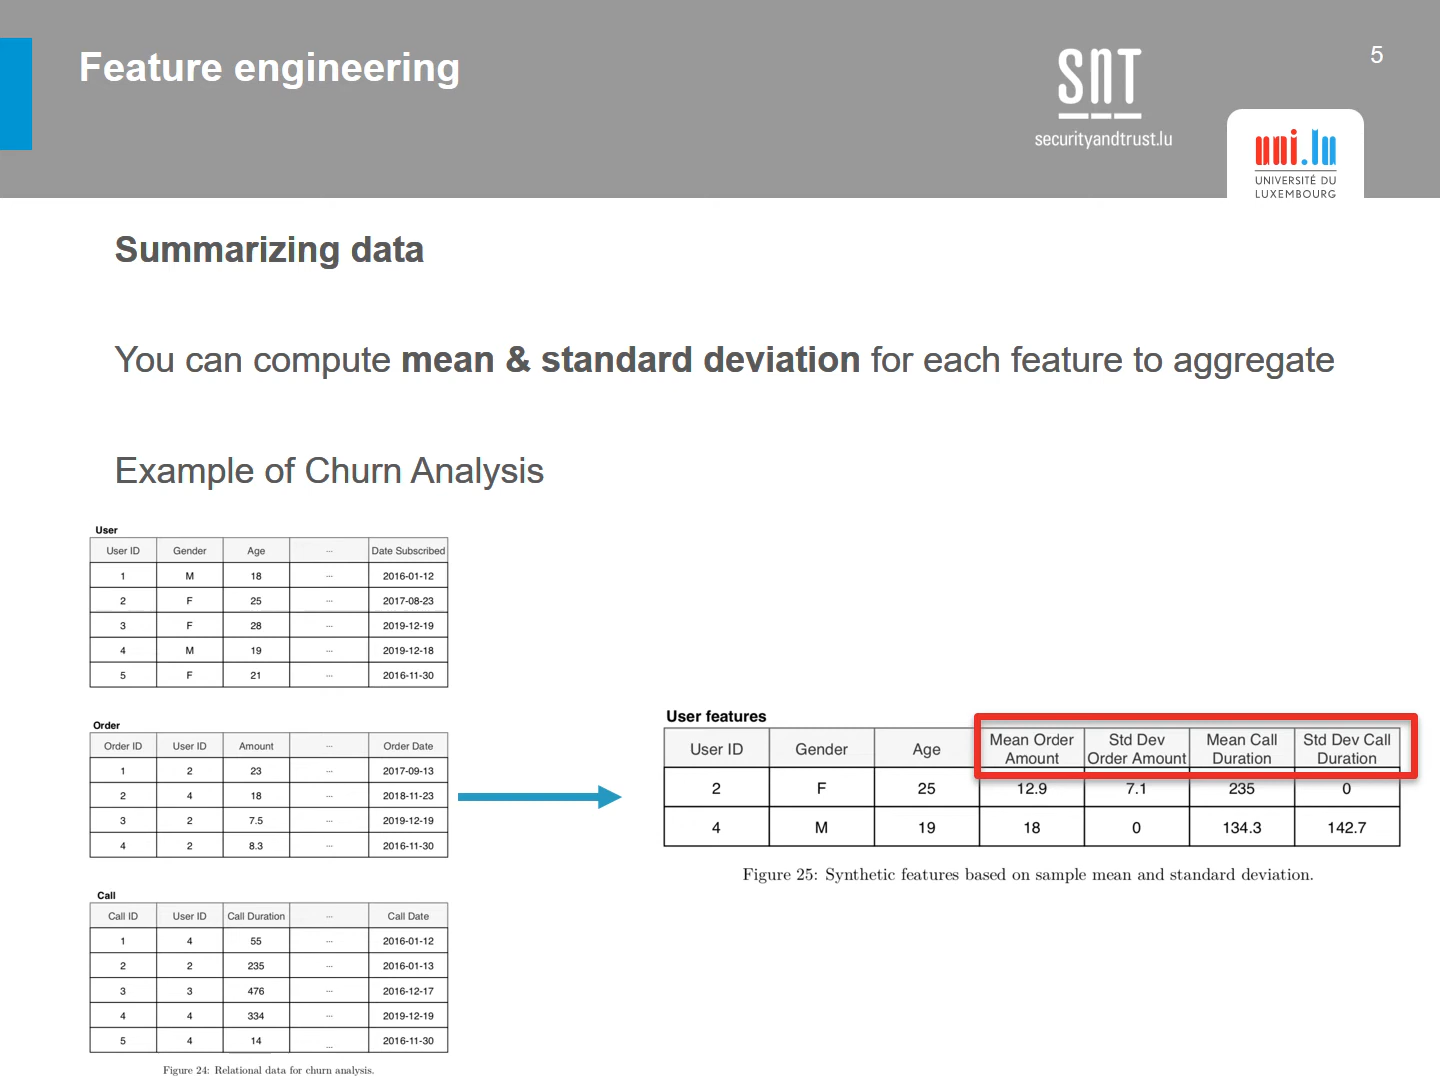 Feature engineering
SnT
securityandtrust.lu
5
uni.lu
UNIVERSITÉ DU
LUXEMBOURG
Summarizing data
You can compute mean & standard deviation for each feature to aggregate
Example of Churn Analysis
User
User ID Gender Age ... Date Subscribed
1 M 18 ... 2016-01-12
2 F 25 ... 2017-08-23
3 F 28 ... 2019-12-19
4 M 19 ... 2019-12-18
5 F 21 ... 2016-11-30
Order
Order ID User ID Amount ... Order Date
1 2 23 ... 2017-09-13
2 4 18 ... 2018-11-23
3 2 7.5 ... 2019-12-19
4 2 8.3 ... 2016-11-30
Call
Call ID User ID Call Duration ... Call Date
1 4 55 ... 2016-01-12
2 2 235 ... 2016-01-13
3 3 476 ... 2016-12-17
4 4 334 ... 2019-12-19
5 4 14 ... 2016-11-30
Figure 24: Relational data for churn analysis.
User features
User ID Gender Age Mean Order Amount Std Dev Order Amount Mean Call Duration Std Dev Call Duration
2 F 25 12.9 7.1 235 0
4 M 19 18 0 134.3 142.7
Figure 25: Synthetic features based on sample mean and standard deviation.